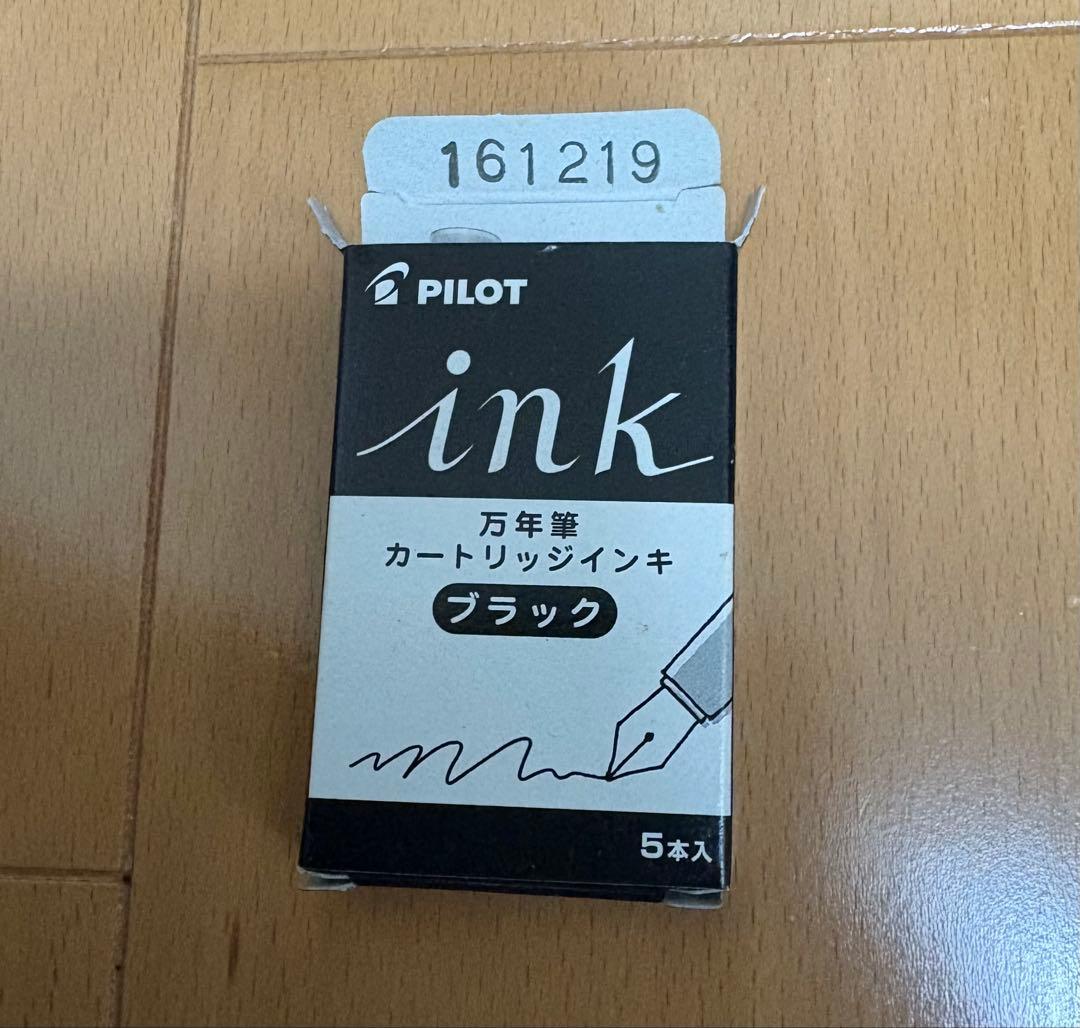 161219
PILOT
ink
万年筆
カートリッジインキ
ブラック
5本入